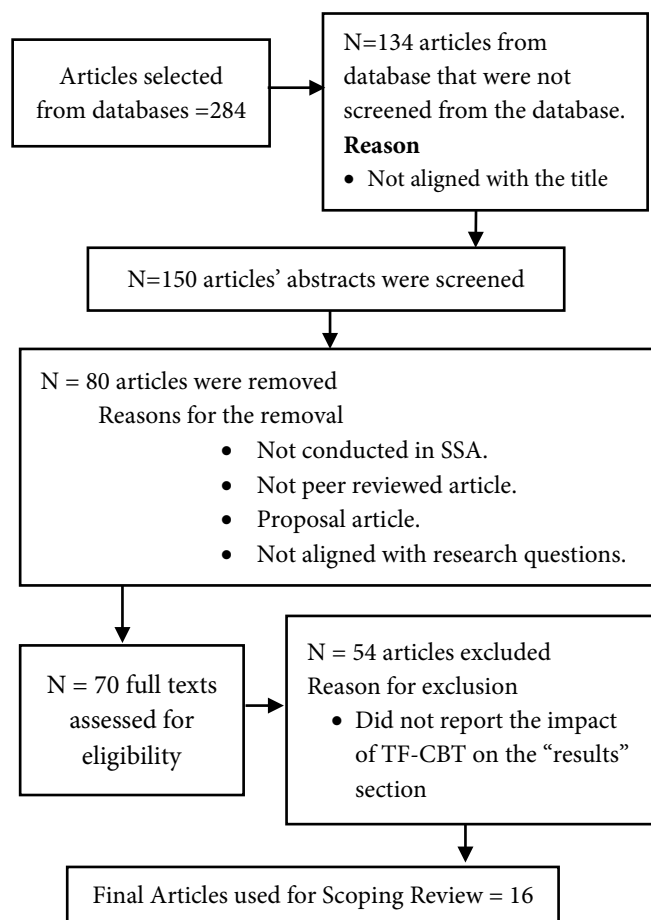 Articles selected
from databases =284
N=134 articles from
database that were not
screened from the database.
Reason
• Not aligned with the title
N=150 articles’ abstracts were screened
N = 80 articles were removed
Reasons for the removal
• Not conducted in SSA.
• Not peer reviewed article.
• Proposal article.
• Not aligned with research questions.
N = 70 full texts
assessed for
eligibility
N = 54 articles excluded
Reason for exclusion
• Did not report the impact
of TF-CBT on the “results”
section
Final Articles used for Scoping Review = 16